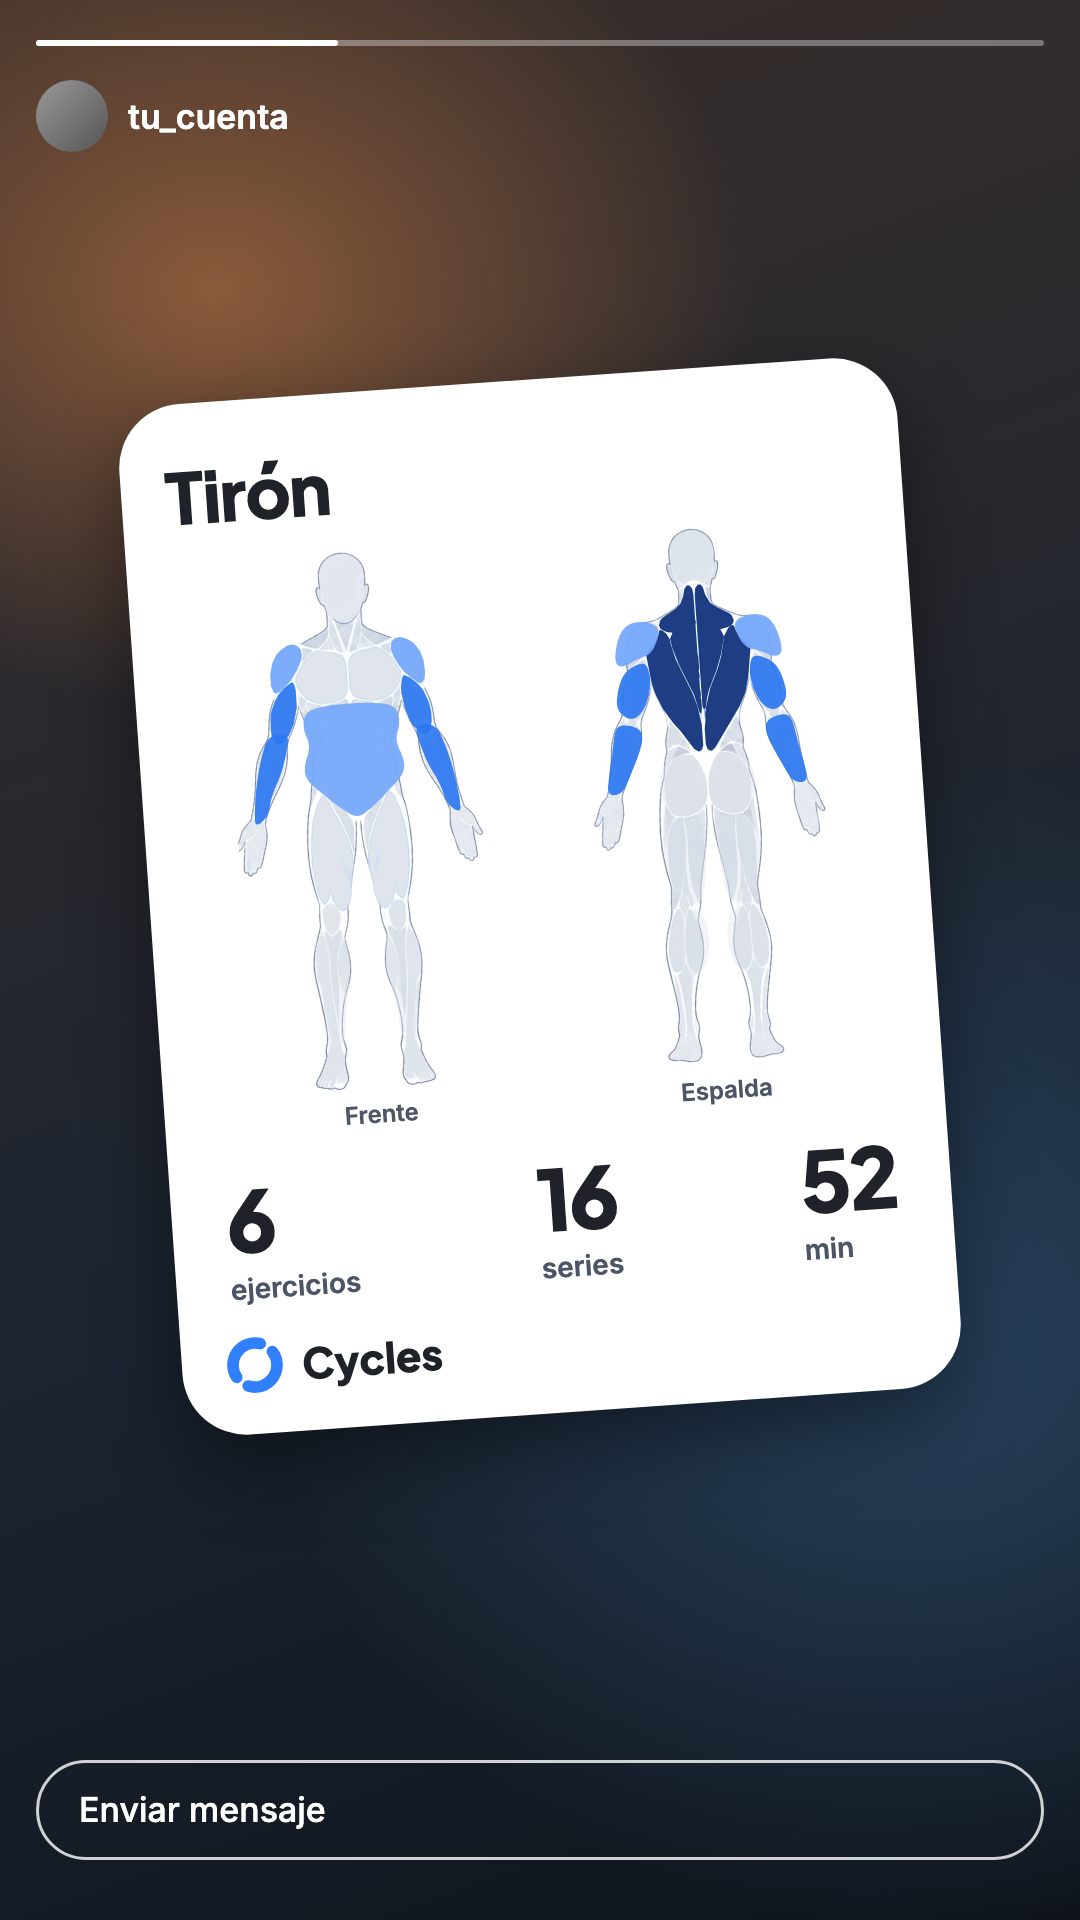 tu_cuenta
Tirón
Frente
Espalda
6
ejercicios
16
series
52
min
Cycles
Enviar mensaje